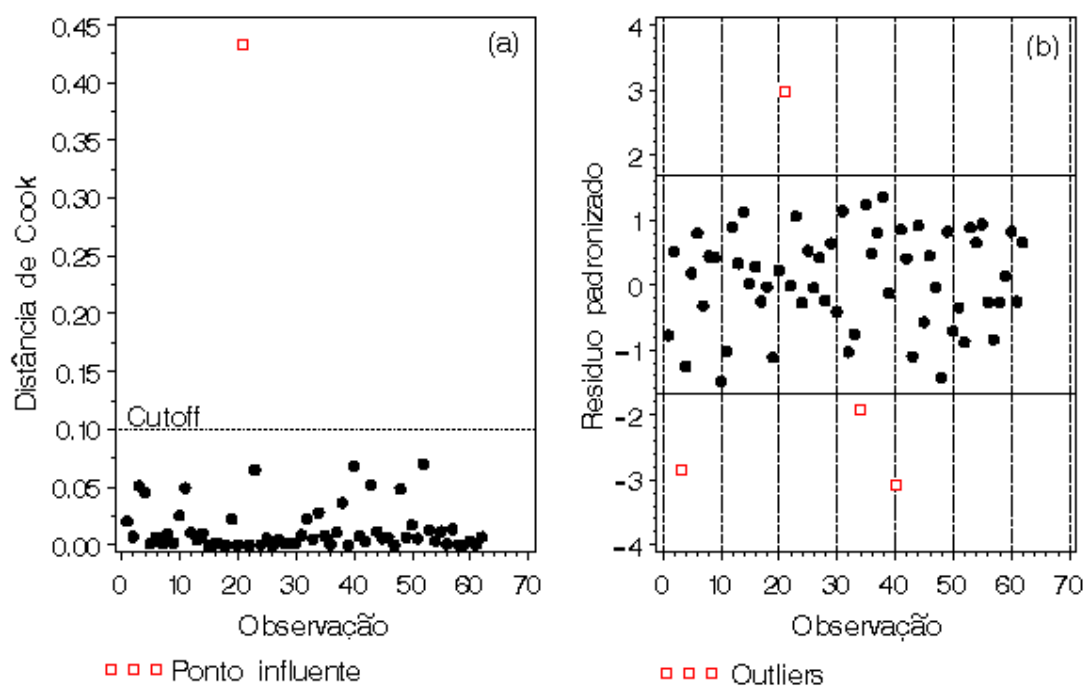 (a)
Distância de Cook
0.45
0.40
0.35
0.30
0.25
0.20
0.15
0.10
0.05
0.00
Cutoff
0 10 20 30 40 50 60 70
Observação
Ponto influente
(b)
Resíduo padronizado
4
3
2
1
0
-1
-2
-3
-4
0 10 20 30 40 50 60 70
Observação
Outliers